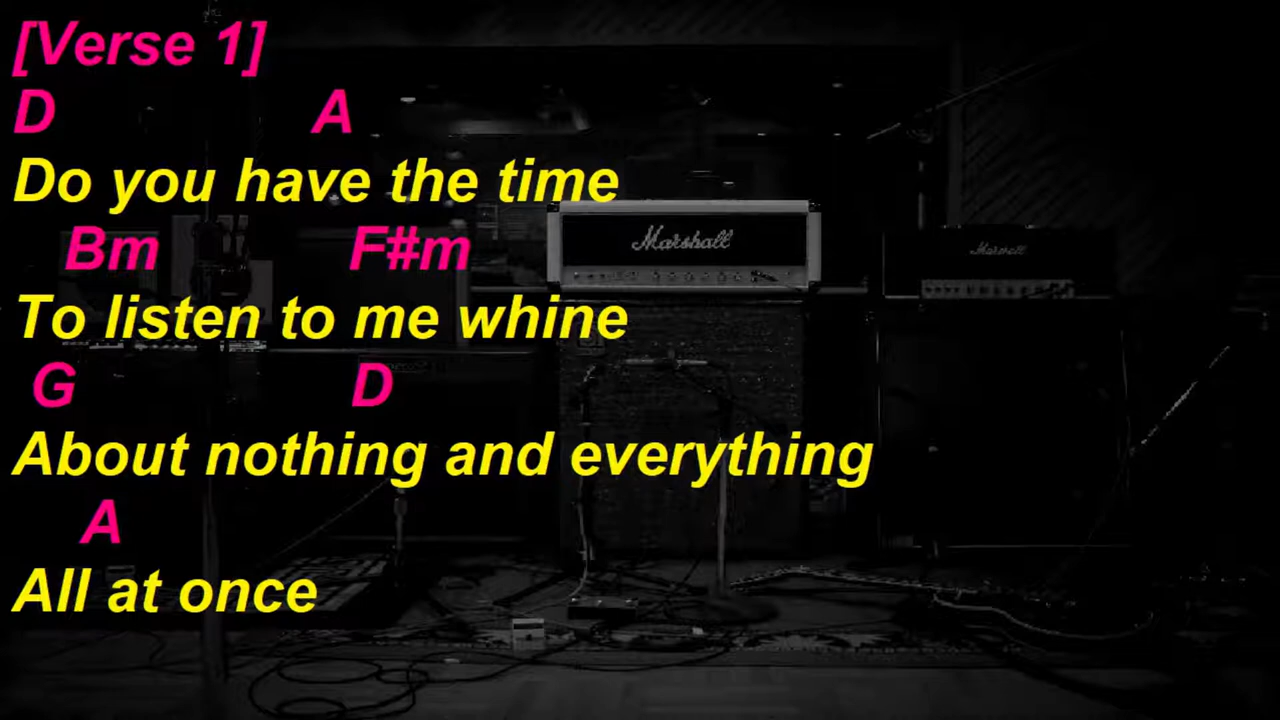 [Verse 1]
D A
Do you have the time
Bm F#m
To listen to me whine
G D
About nothing and everything
A
All at once
Marshall
Marshall